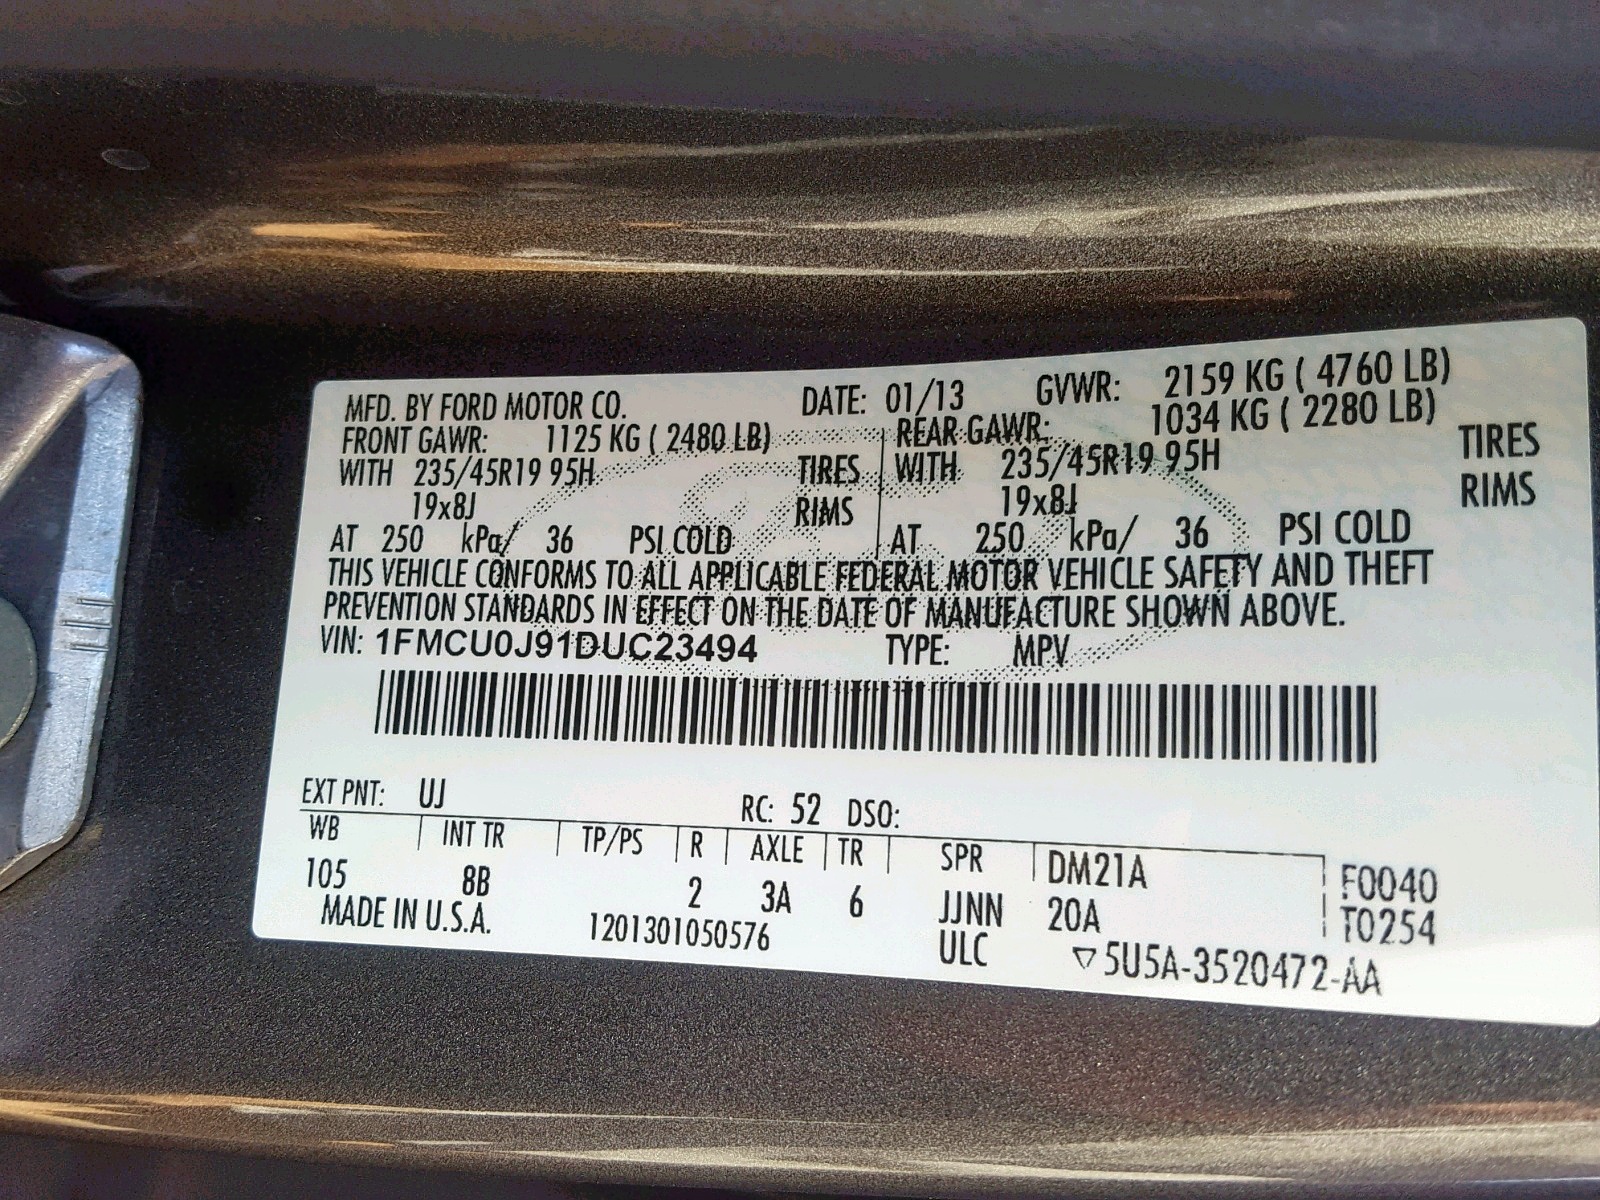 MFD. BY FORD MOTOR CO. DATE: 01/13 GVWR: 2159 KG ( 4760 LB)
FRONT GAWR: 1125 KG ( 2480 LB) REAR GAWR: 1034 KG ( 2280 LB)
WITH 235/45R19 95H TIRES WITH 235/45R19 95H TIRES
19x8J RIMS 19x8J RIMS
AT 250 kPa/ 36 PSI COLD AT 250 kPa/ 36 PSI COLD
THIS VEHICLE CONFORMS TO ALL APPLICABLE FEDERAL MOTOR VEHICLE SAFETY AND THEFT
PREVENTION STANDARDS IN EFFECT ON THE DATE OF MANUFACTURE SHOWN ABOVE.
VIN: 1FMCU0J91DUC23494 TYPE: MPV
EXT PNT: UJ RC: 52 DSO:
WB INT TR TP/PS R AXLE TR SPR DM21A F0040
105 8B 2 3A 6 JJNN 20A T0254
MADE IN U.S.A. 1201301050576 ULC ▽5U5A-3520472-AA